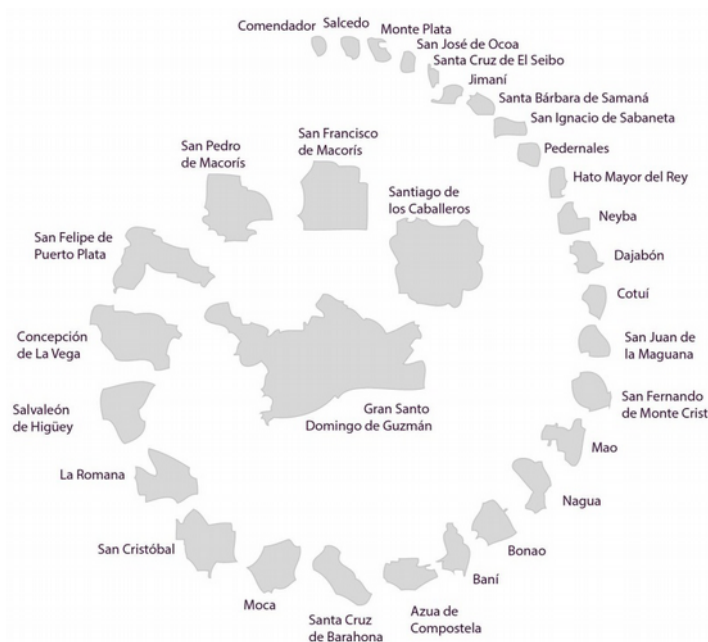 Comendador
Salcedo
Monte Plata
San José de Ocoa
Santa Cruz de El Seibo
Jimaní
Santa Bárbara de Samaná
San Ignacio de Sabaneta
Pedernales
Hato Mayor del Rey
Neyba
Dajabón
Cotuí
San Juan de
la Maguana
San Fernando
de Monte Crist
Mao
Nagua
Bonao
Baní
Azua de
Compostela
Santa Cruz
de Barahona
Moca
San Cristóbal
La Romana
Salvaleón
de Higüey
Concepción
de La Vega
San Felipe de
Puerto Plata
San Pedro
de Macorís
San Francisco
de Macorís
Santiago de
los Caballeros
Gran Santo
Domingo de Guzmán